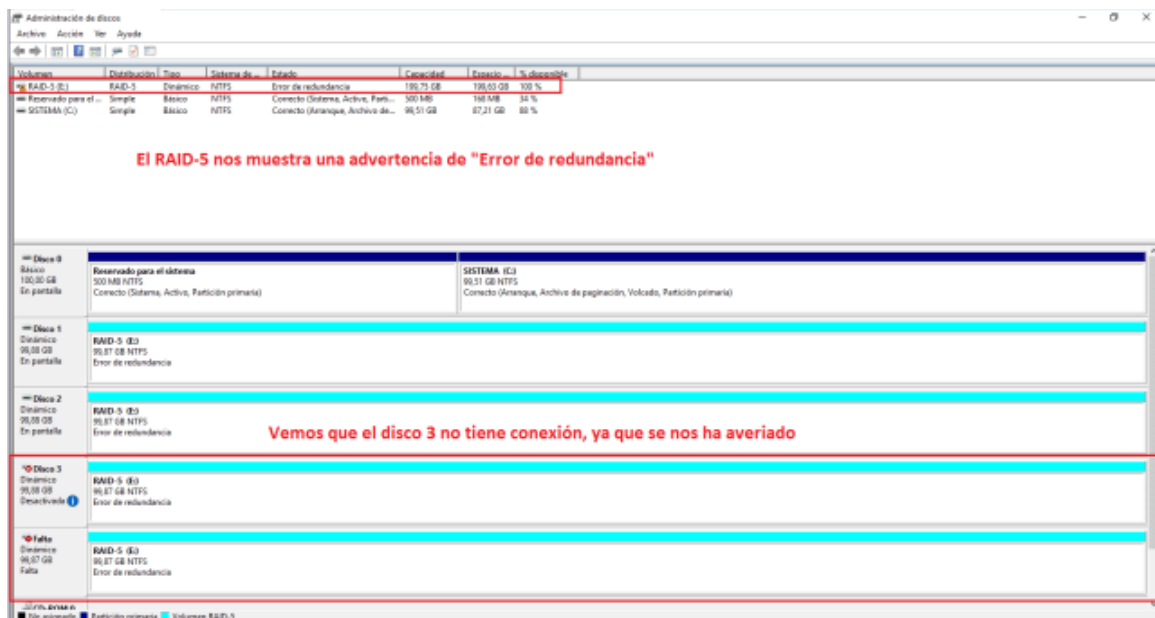 Administración de discos
Archivo Acción Ver Ayuda
Volumen Distribución Tipo Sistema de ... Estado Capacidad Espacio ... % disponible
RAID-5 (E:) RAID-5 Dinámico NTFS Error de redundancia 199,75 GB 199,63 GB 100 %
Reservado para el ... Simple Básico NTFS Correcto (Sistema, Activo, Parti... 500 MB 168 MB 34 %
SISTEMA (C:) Simple Básico NTFS Correcto (Arranque, Archivo de... 99,51 GB 87,21 GB 88 %
El RAID-5 nos muestra una advertencia de "Error de redundancia"
Disco 0
Básico
100,00 GB
En pantalla
Reservado para el sistema
500 MB NTFS
Correcto (Sistema, Activo, Partición primaria)
SISTEMA (C:)
99,51 GB NTFS
Correcto (Arranque, Archivo de paginación, Volcado, Partición primaria)
Disco 1
Dinámico
99,88 GB
En pantalla
RAID-5 (E:)
99,87 GB NTFS
Error de redundancia
Disco 2
Dinámico
99,88 GB
En pantalla
RAID-5 (E:)
99,87 GB NTFS
Error de redundancia
Vemos que el disco 3 no tiene conexión, ya que se nos ha averiado
Disco 3
Dinámico
99,88 GB
Desactivado
RAID-5 (E:)
99,87 GB NTFS
Error de redundancia
Falta
Dinámico
99,87 GB
Falta
RAID-5 (E:)
99,87 GB NTFS
Error de redundancia
CD-ROM 0
No asignado Partición primaria Volumen RAID-5